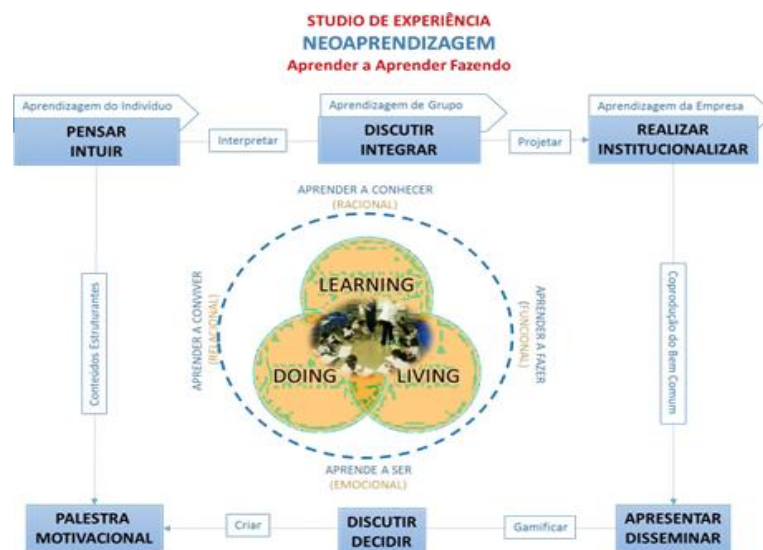 STUDIO DE EXPERIÊNCIA
NEOAPRENDIZAGEM
Aprender a Aprender Fazendo
Aprendizagem do Indivíduo
Aprendizagem de Grupo
Aprendizagem da Empresa
PENSAR
INTUIR
Interpretar
DISCUTIR
INTEGRAR
Projetar
REALIZAR
INSTITUCIONALIZAR
APRENDER A CONHECER
(RACIONAL)
Conteúdos Estruturantes
APRENDER A CONVIVER
(RELACIONAL)
LEARNING
DOING
LIVING
APRENDER A FAZER
(FUNCIONAL)
Coprodução do Bem Comum
APRENDE A SER
(EMOCIONAL)
PALESTRA
MOTIVACIONAL
Criar
DISCUTIR
DECIDIR
Gamificar
APRESENTAR
DISSEMINAR